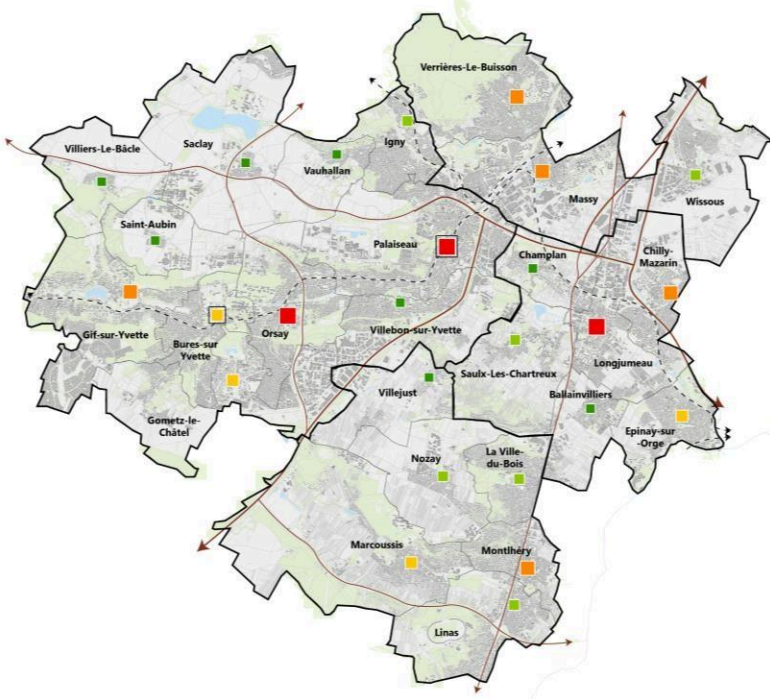 Verrières-Le-Buisson
Igny
Saclay
Villiers-Le-Bâcle
Vauhallan
Massy
Wissous
Saint-Aubin
Palaiseau
Champlan
Chilly-
Mazarin
Gif-sur-Yvette
Bures-sur
Yvette
Orsay
Villebon-sur-Yvette
Saulx-Les-Chartreux
Longjumeau
Villejust
Ballainvilliers
Gometz-le-
Châtel
Epinay-sur
-Orge
Nozay
La Ville-
du-Bois
Marcoussis
Montlhéry
Linas